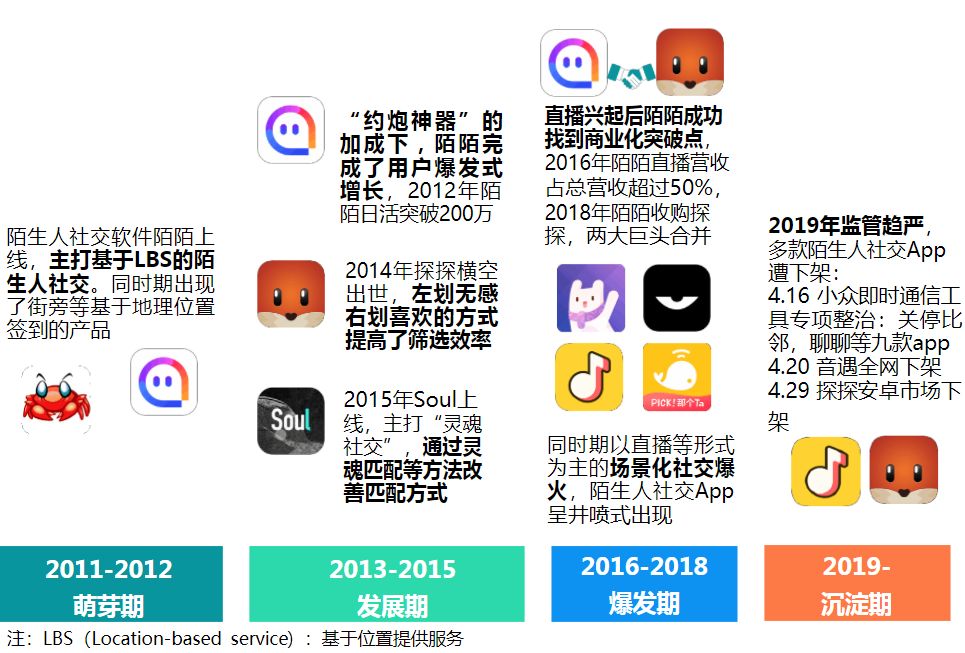 陌生人社交软件陌陌上
线，主打基于LBS的陌
生人社交。同时期出现
了街旁等基于地理位置
签到的产品
“约炮神器”的
加成下，陌陌完
成了用户爆发式
增长，2012年陌
陌日活突破200万
2014年探探横空
出世，左划无感
右划喜欢的方式
提高了筛选效率
Soul
2015年Soul上
线，主打“灵魂
社交”，通过灵
魂匹配等方法改
善匹配方式
直播兴起后陌陌成功
找到商业化突破点，
2016年陌陌直播营收
占总营收超过50%，
2018年陌陌收购探
探，两大巨头合并
PICK!那个Ta
同时期以直播等形式
为主的场景化社交爆
火，陌生人社交App
呈井喷式出现
2019年监管趋严，
多款陌生人社交App
遭下架：
4.16 小众即时通信工
具专项整治：关停比
邻，聊聊等九款app
4.20 音遇全网下架
4.29 探探安卓市场下
架
2011-2012
萌芽期
2013-2015
发展期
2016-2018
爆发期
2019-
沉淀期
注：LBS（Location-based service）：基于位置提供服务